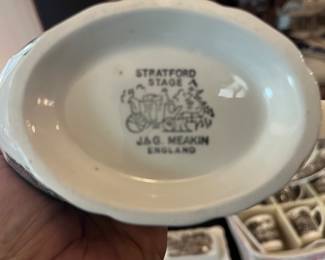 STRATFORD
STAGE
J.&G. MEAKIN
ENGLAND